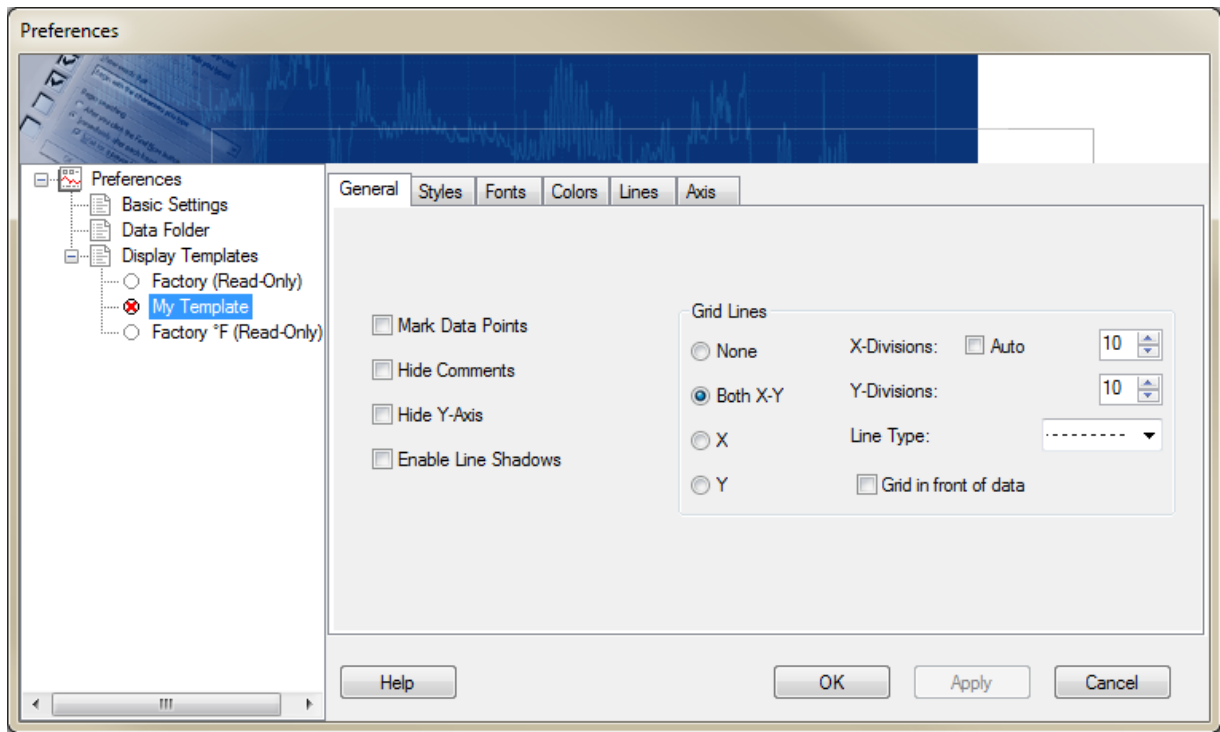 Preferences
Preferences
Basic Settings
Data Folder
Display Templates
Factory (Read-Only)
My Template
Factory °F (Read-Only)
General Styles Fonts Colors Lines Axis
Mark Data Points
Hide Comments
Hide Y-Axis
Enable Line Shadows
Grid Lines
None
Both X-Y
X
Y
X-Divisions: Auto 10
Y-Divisions: 10
Line Type:
Grid in front of data
Help OK Apply Cancel